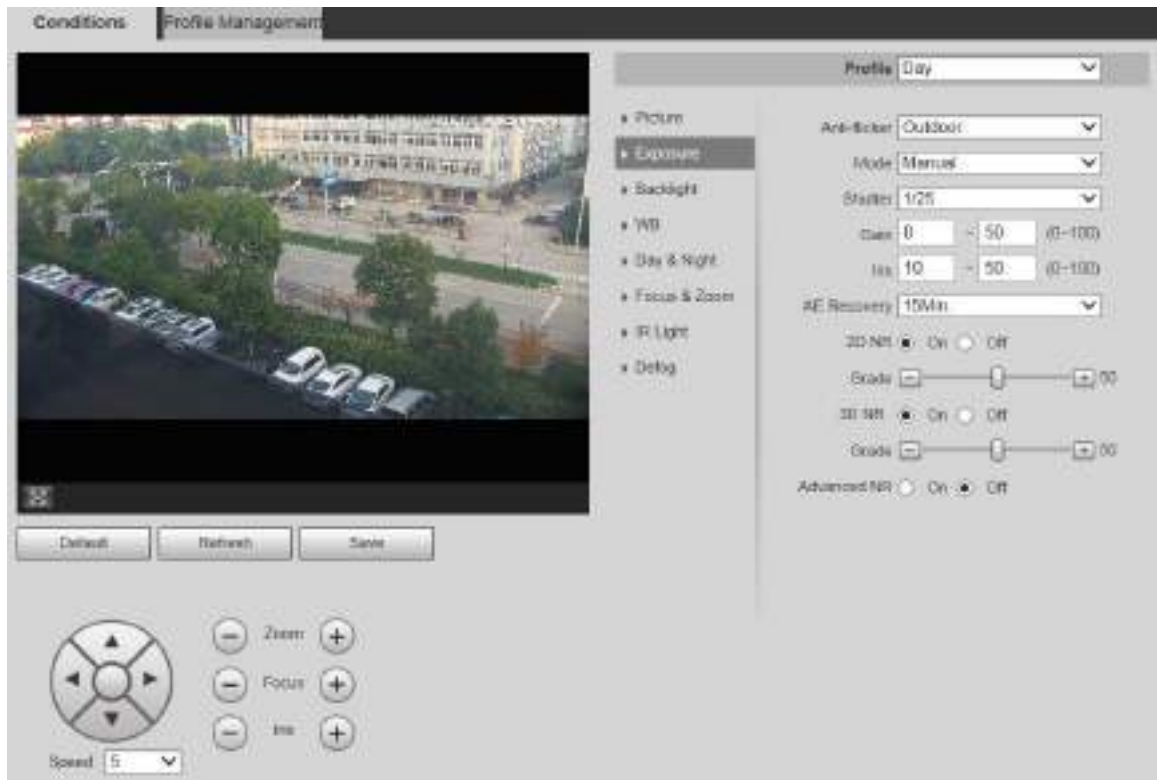 Conditions
Profile Management
Profile Day
Picture
Exposure
Backlight
WB
Day & Night
Focus & Zoom
IR Light
Defog
Anti-flicker Outdoor
Mode Manual
Shutter 1/25
Gain 0 ~ 50 (0~100)
Iris 10 ~ 50 (0~100)
AE Recovery 15Min
2D NR On Off
Grade 50
3D NR On Off
Grade 50
Advanced NR On Off
Default
Refresh
Save
Zoom
Focus
Iris
Speed 5